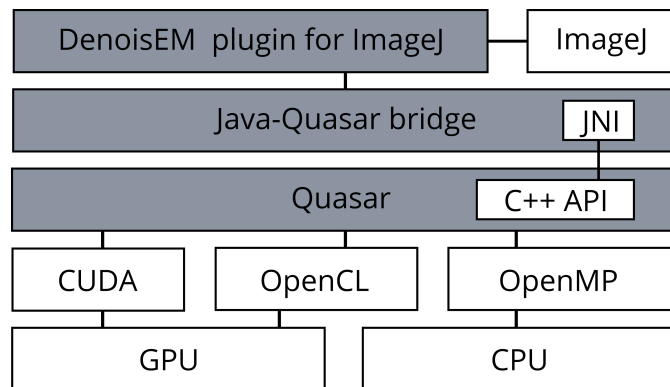 DenoisEM plugin for ImageJ
ImageJ
Java-Quasar bridge
JNI
Quasar
C++ API
CUDA
OpenCL
OpenMP
GPU
CPU